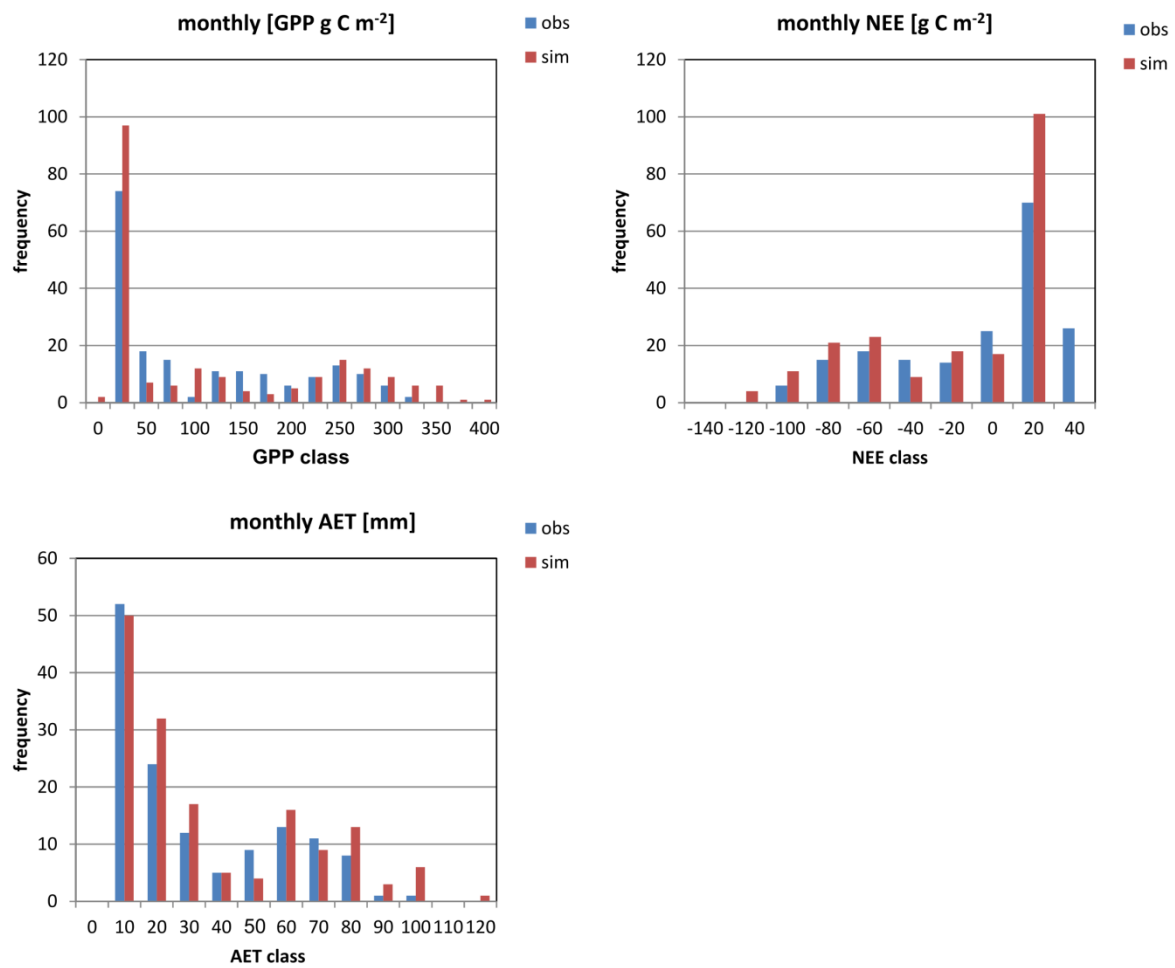 monthly [GPP g C m⁻²]
obs
sim
120
100
80
60
40
20
0
frequency
0 50 100 150 200 250 300 350 400
GPP class
monthly NEE [g C m⁻²]
obs
sim
120
100
80
60
40
20
0
frequency
-140 -120 -100 -80 -60 -40 -20 0 20 40
NEE class
monthly AET [mm]
obs
sim
60
50
40
30
20
10
0
frequency
0 10 20 30 40 50 60 70 80 90 100 110 120
AET class